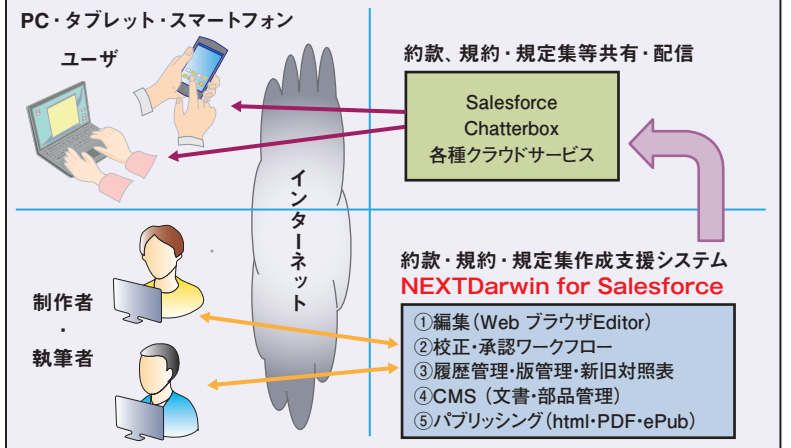 PC・タブレット・スマートフォン
ユーザ
約款、規約・規定集等共有・配信
Salesforce
Chatterbox
各種クラウドサービス
インターネット
制作者
・
執筆者
約款・規約・規定集作成支援システム
NEXTDarwin for Salesforce
①編集（Web ブラウザEditor）
②校正・承認ワークフロー
③履歴管理・版管理・新旧対照表
④CMS（文書・部品管理）
⑤パブリッシング（html・PDF・ePub）